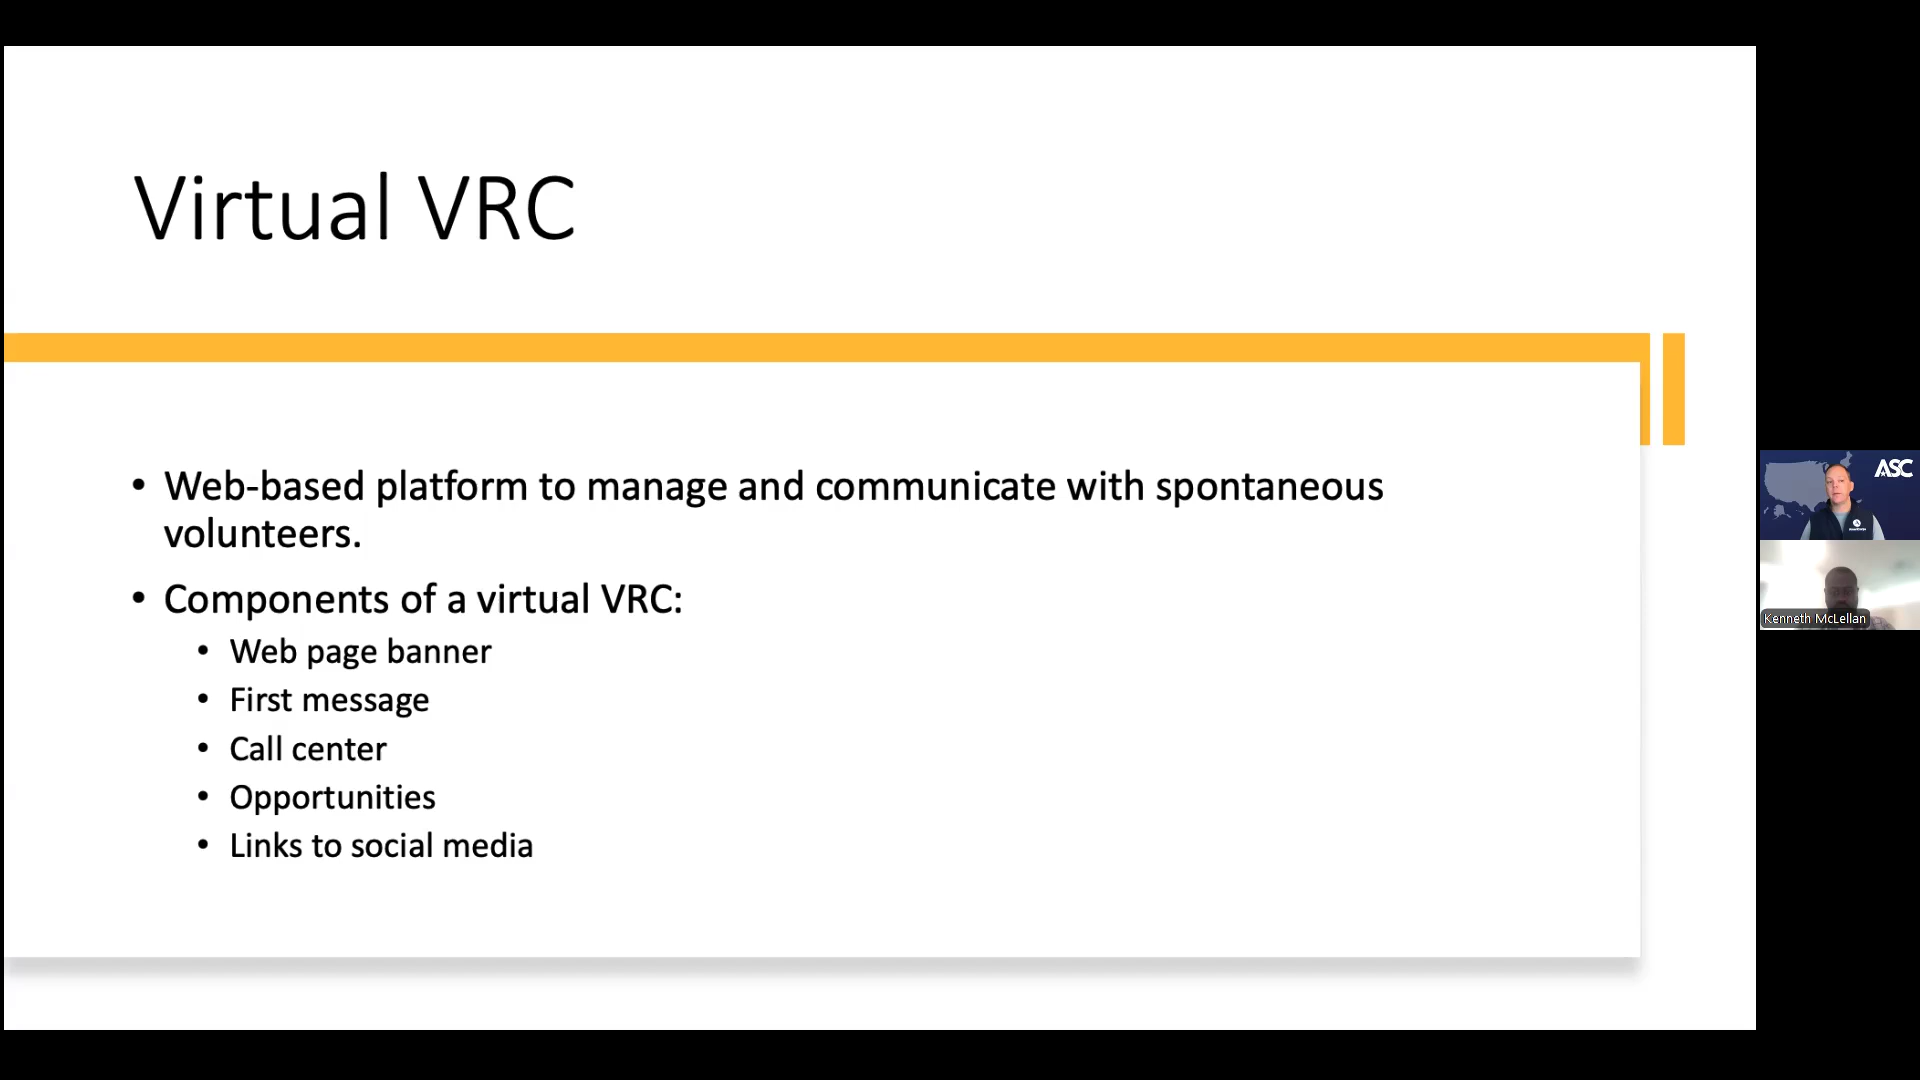 Virtual VRC
• Web-based platform to manage and communicate with spontaneous
volunteers.
• Components of a virtual VRC:
• Web page banner
• First message
• Call center
• Opportunities
• Links to social media
ASC
Kenneth McLellan